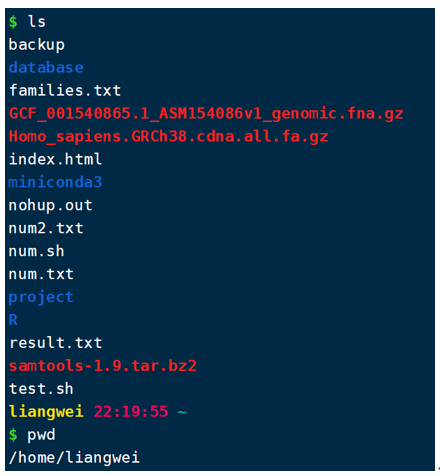 $ ls
backup
database
families.txt
GCF_001540865.1_ASM154086v1_genomic.fna.gz
Homo_sapiens.GRCh38.cdna.all.fa.gz
index.html
miniconda3
nohup.out
num2.txt
num.sh
num.txt
project
R
result.txt
samtools-1.9.tar.bz2
test.sh
liangwei 22:19:55 ~
$ pwd
/home/liangwei